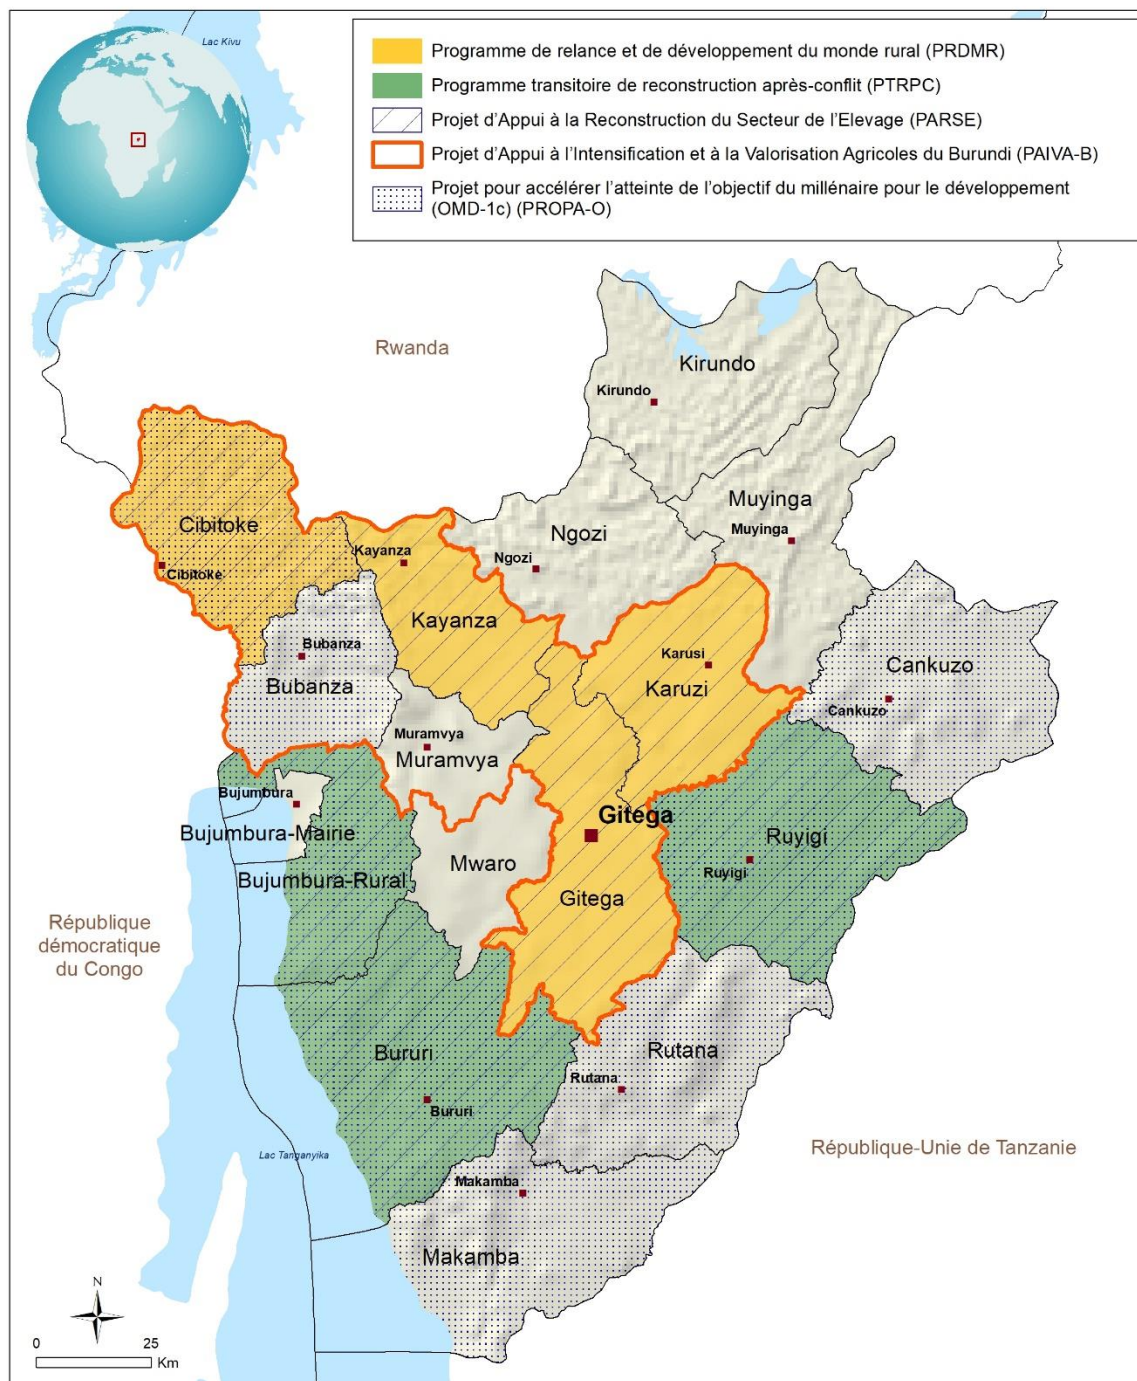 Lac Kivu
Programme de relance et de développement du monde rural (PRDMR)
Programme transitoire de reconstruction après-conflit (PTRPC)
Projet d'Appui à la Reconstruction du Secteur de l'Elevage (PARSE)
Projet d'Appui à l'Intensification et à la Valorisation Agricoles du Burundi (PAIVA-B)
Projet pour accélérer l'atteinte de l'objectif du millénaire pour le développement
(OMD-1c) (PROPA-O)
Rwanda
Kirundo
Kirundo
Muyinga
Muyinga
Ngozi
Ngozi
Cibitoke
Cibitoke
Kayanza
Kayanza
Bubanza
Bubanza
Karusi
Karuzi
Cankuzo
Cankuzo
Muramvya
Muramvya
Bujumbura
Bujumbura-Mairie
Bujumbura-Rural
Mwaro
Gitega
Gitega
Ruyigi
Ruyigi
République
démocratique
du Congo
Bururi
Bururi
Rutana
Rutana
Lac Tanganyika
République-Unie de Tanzanie
Makamba
Makamba
N
0 25
Km